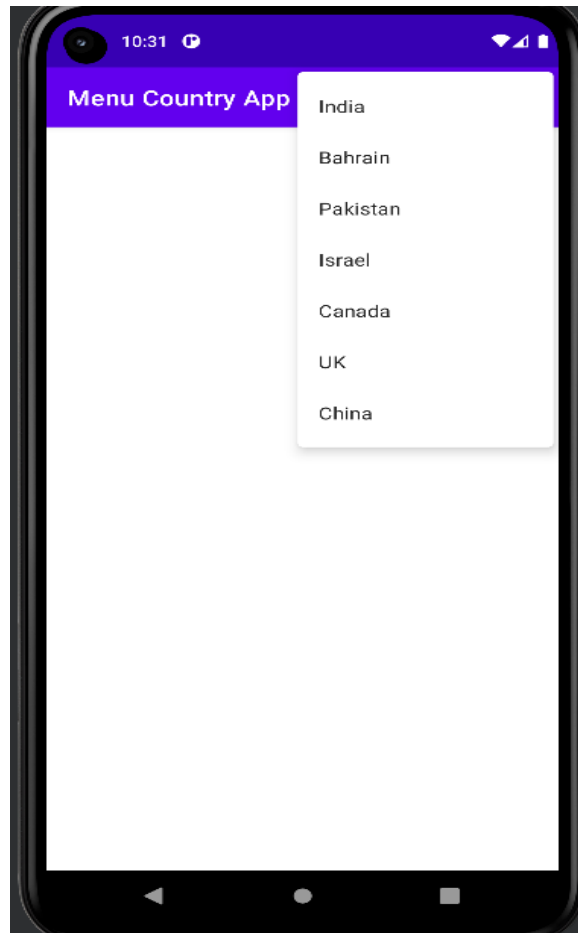 10:31
Menu Country App
India
Bahrain
Pakistan
Israel
Canada
UK
China